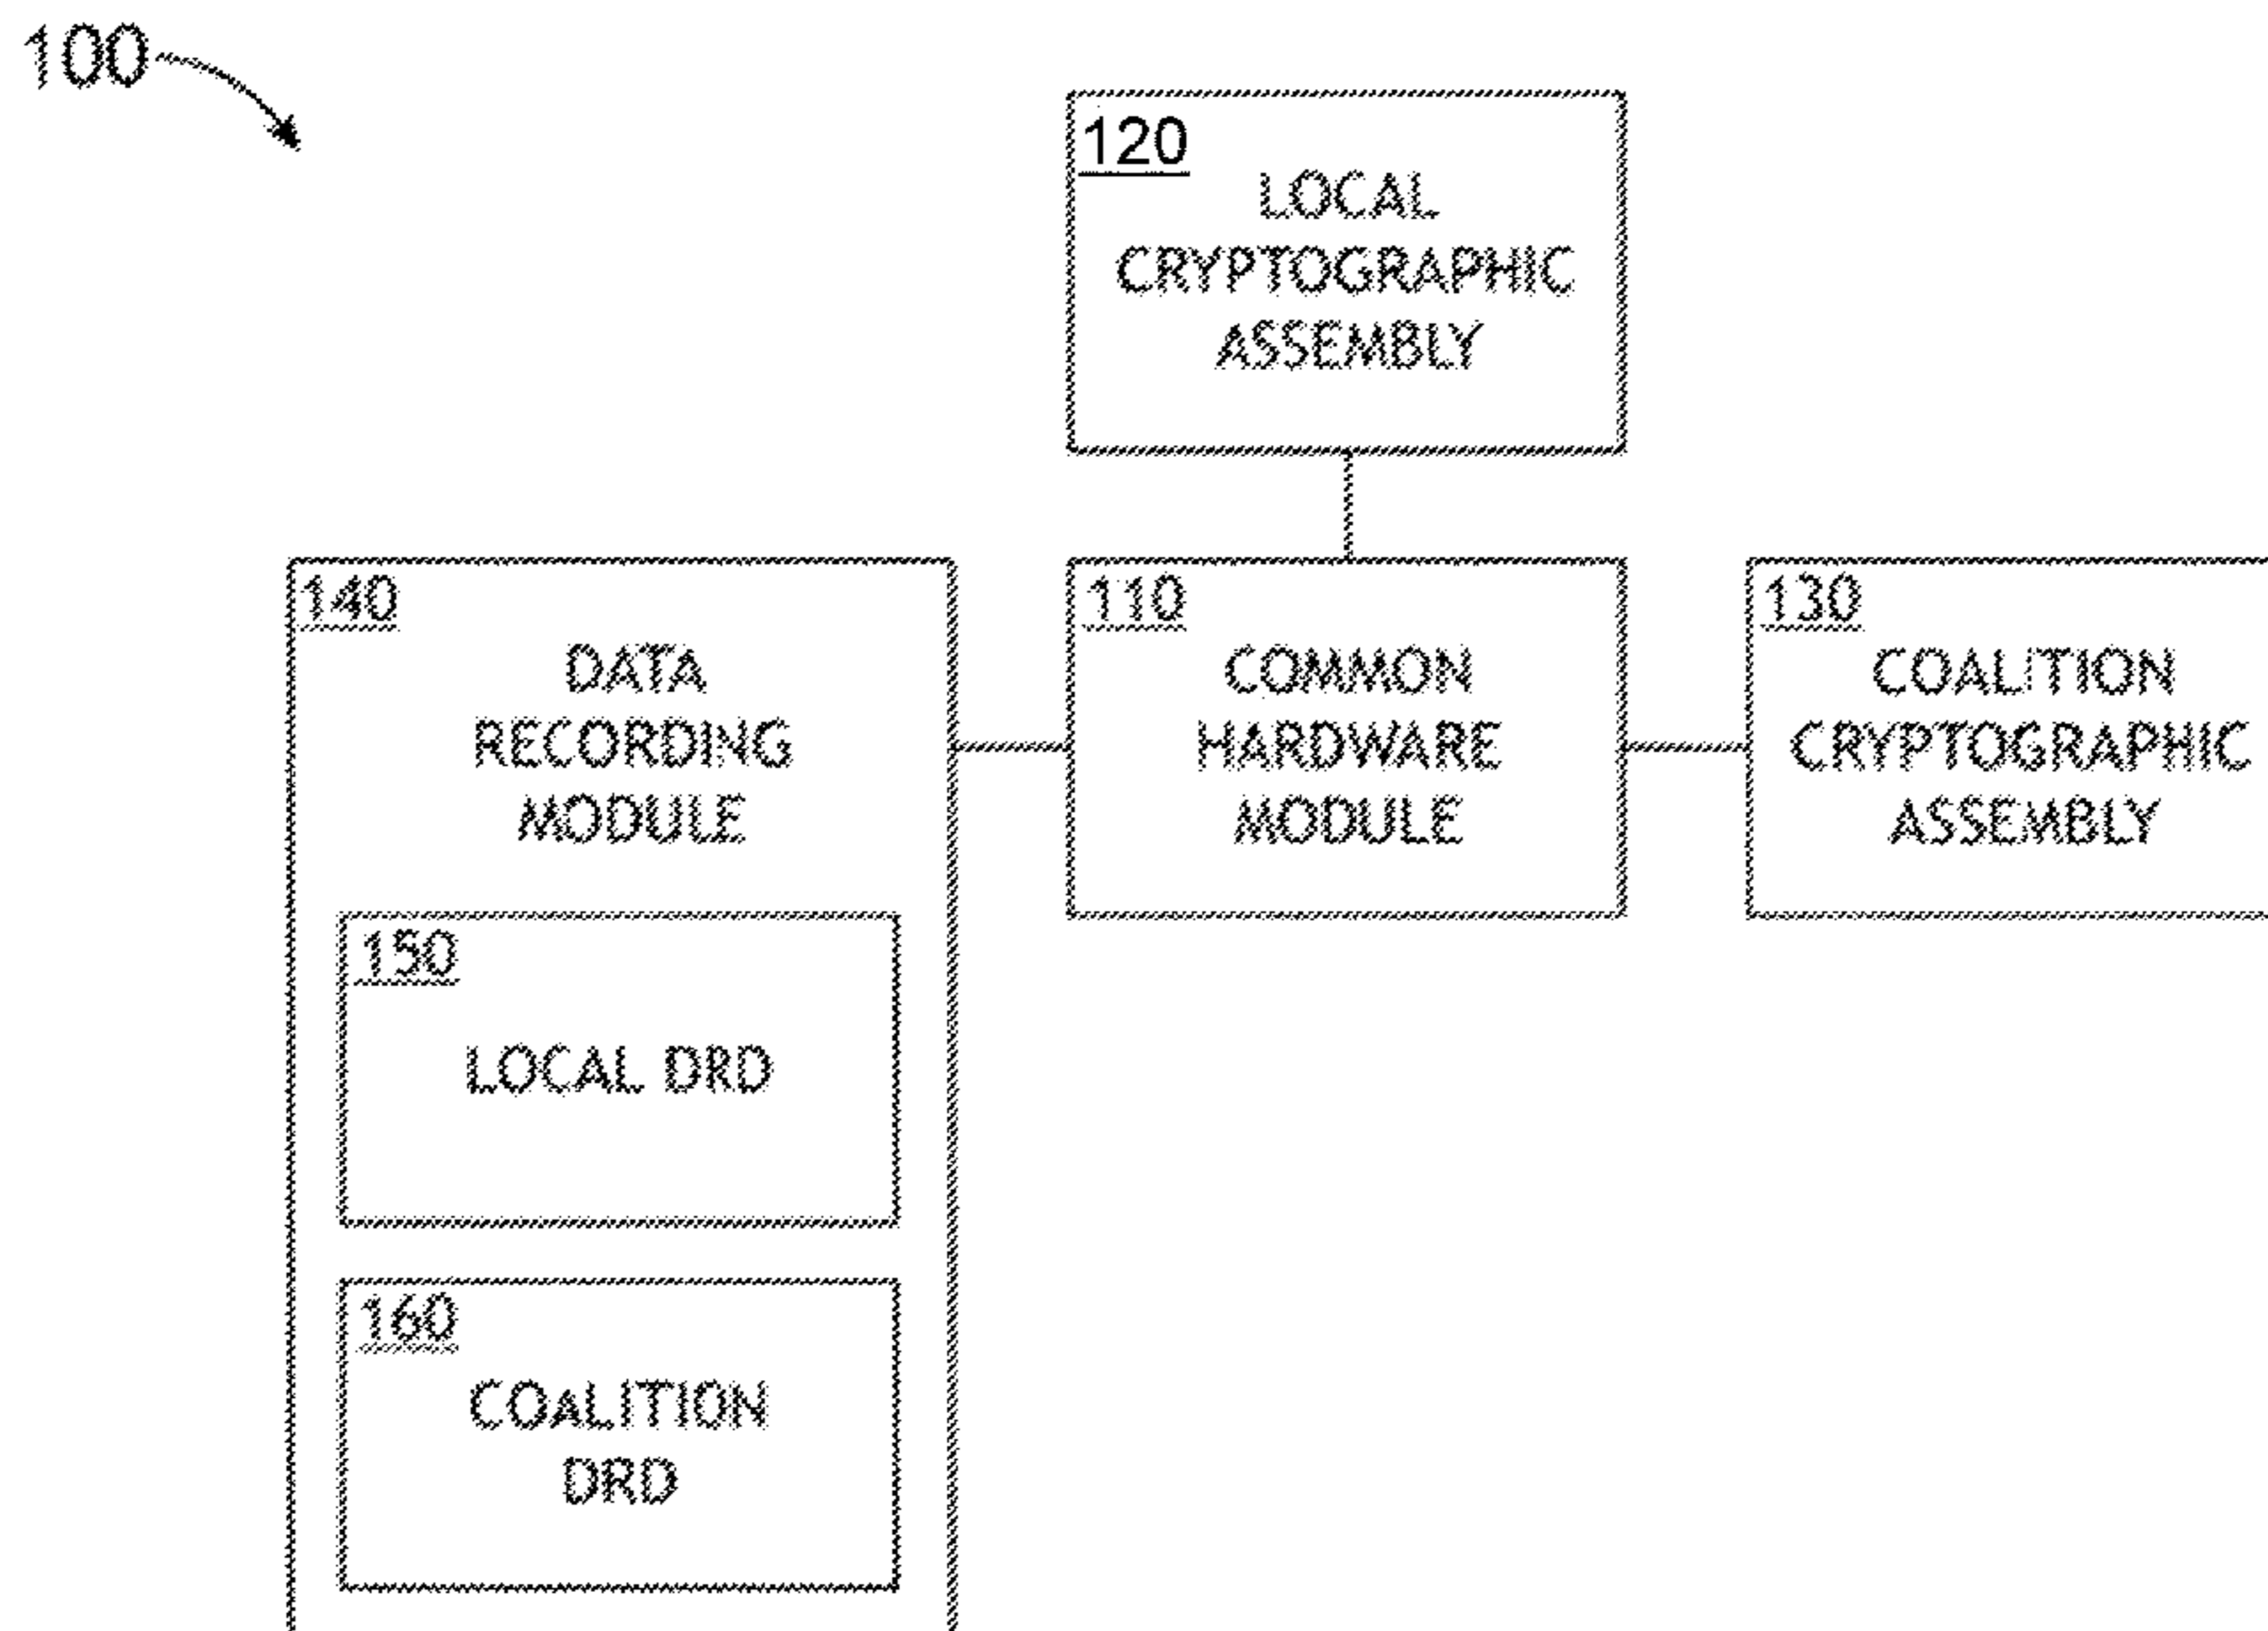 100
120
LOCAL
CRYPTOGRAPHIC
ASSEMBLY
140
DATA
RECORDING
MODULE
110
COMMON
HARDWARE
MODULE
130
COALITION
CRYPTOGRAPHIC
ASSEMBLY
150
LOCAL DRD
160
COALITION
DRD